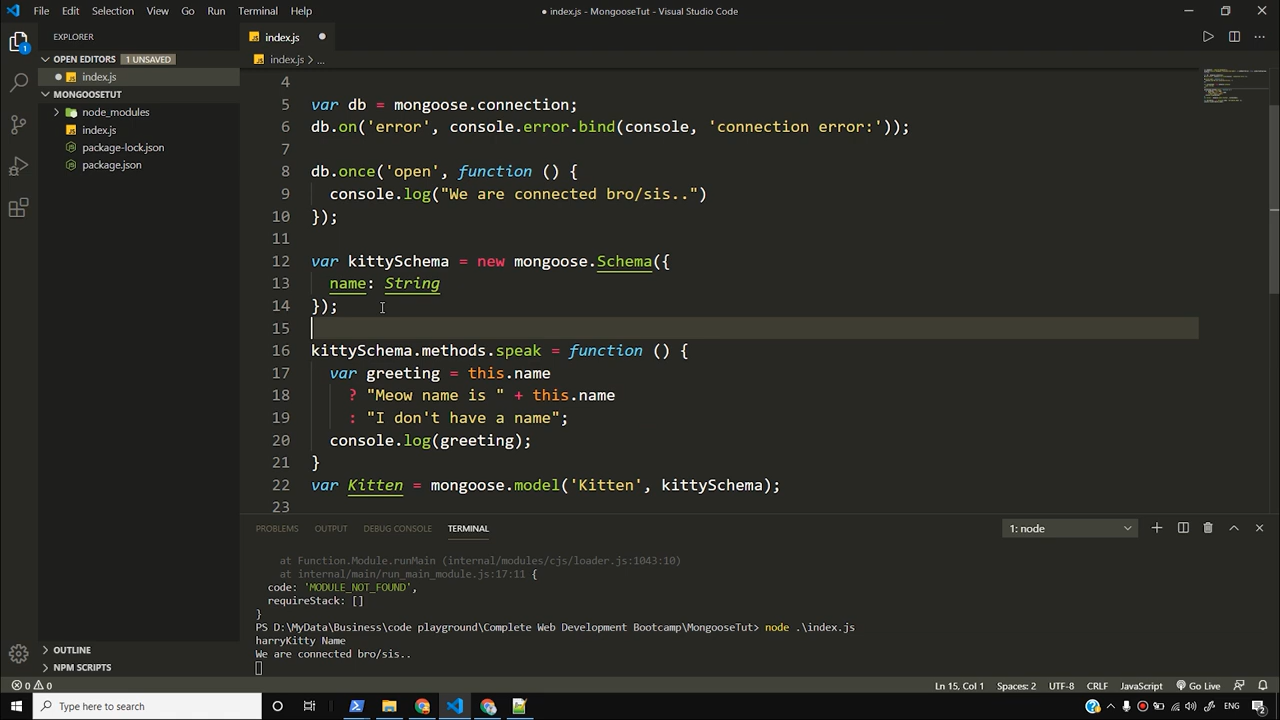 File Edit Selection View Go Run Terminal Help
● index.js - MongooseTut - Visual Studio Code
EXPLORER
index.js
OPEN EDITORS 1 UNSAVED
index.js > ...
index.js
MONGOOSETUT
node_modules
index.js
package-lock.json
package.json
4
5 var db = mongoose.connection;
6 db.on('error', console.error.bind(console, 'connection error:'));
7
8 db.once('open', function () {
9 console.log("We are connected bro/sis..")
10 });
11
12 var kittySchema = new mongoose.Schema({
13 name: String
14 });
15
16 kittySchema.methods.speak = function () {
17 var greeting = this.name
18 ? "Meow name is " + this.name
19 : "I don't have a name";
20 console.log(greeting);
21 }
22 var Kitten = mongoose.model('Kitten', kittySchema);
23
PROBLEMS OUTPUT DEBUG CONSOLE TERMINAL
1: node
at Function.Module.runMain (internal/modules/cjs/loader.js:1043:10)
at internal/main/run_main_module.js:17:11 {
code: 'MODULE_NOT_FOUND',
requireStack: []
}
PS D:\MyData\Business\code playground\Complete Web Development Bootcamp\MongooseTut> node .\index.js
harryKitty Name
We are connected bro/sis..
OUTLINE
NPM SCRIPTS
0 0
Ln 15, Col 1 Spaces: 2 UTF-8 CRLF JavaScript Go Live
Type here to search
ENG
2
1